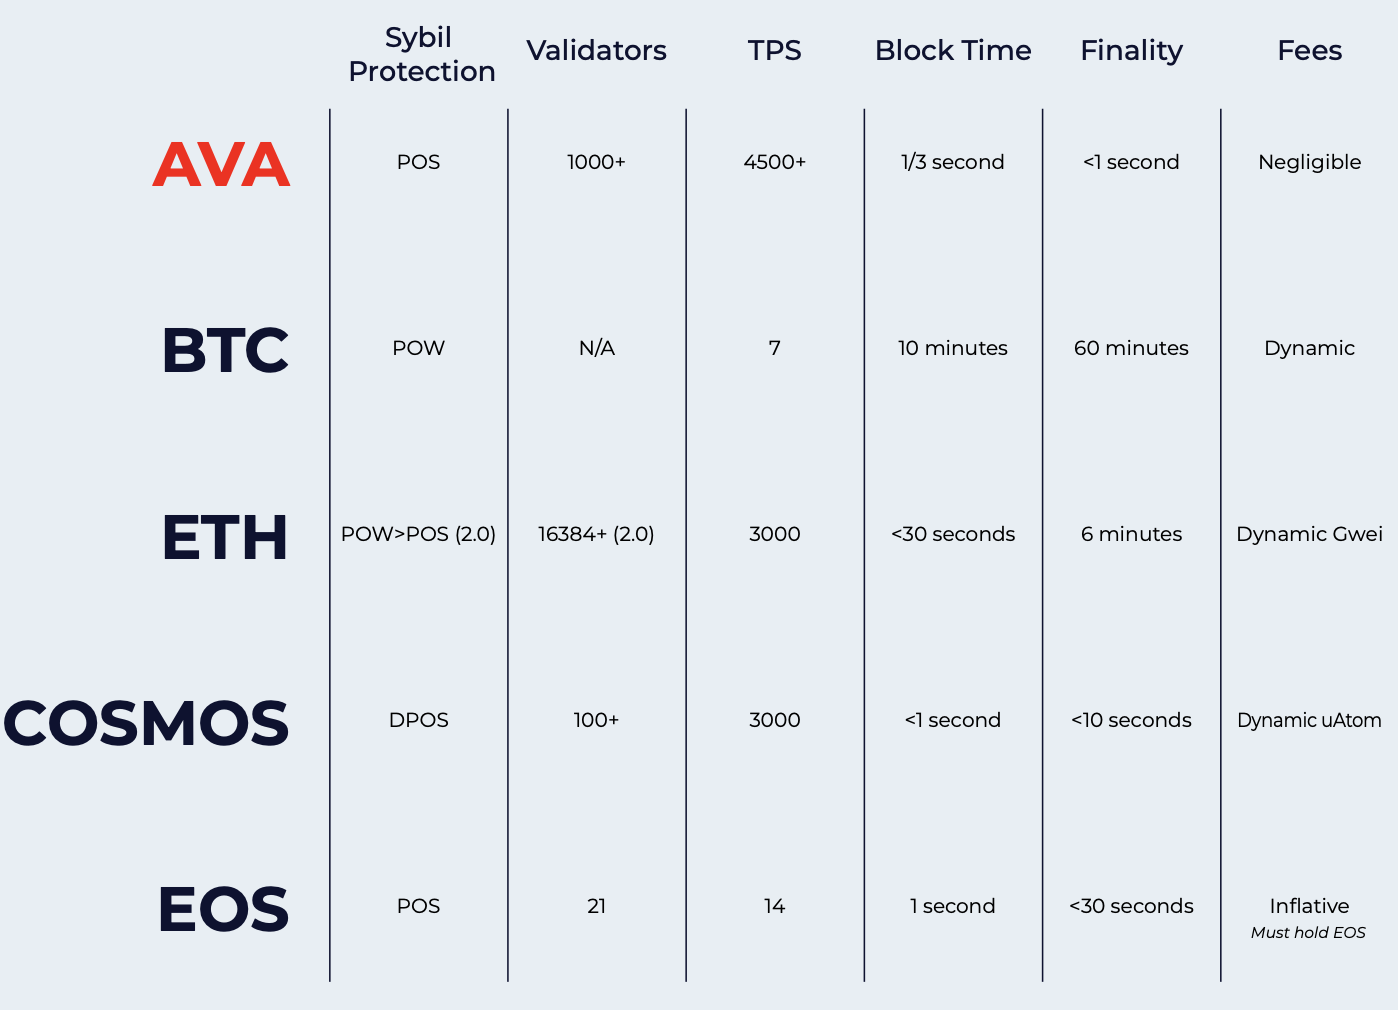 Sybil
Protection
Validators
TPS
Block Time
Finality
Fees
AVA
POS
1000+
4500+
1/3 second
<1 second
Negligible
BTC
POW
N/A
7
10 minutes
60 minutes
Dynamic
ETH
POW>POS (2.0)
16384+ (2.0)
3000
<30 seconds
6 minutes
Dynamic Gwei
COSMOS
DPOS
100+
3000
<1 second
<10 seconds
Dynamic uAtom
EOS
POS
21
14
1 second
<30 seconds
Inflative
Must hold EOS